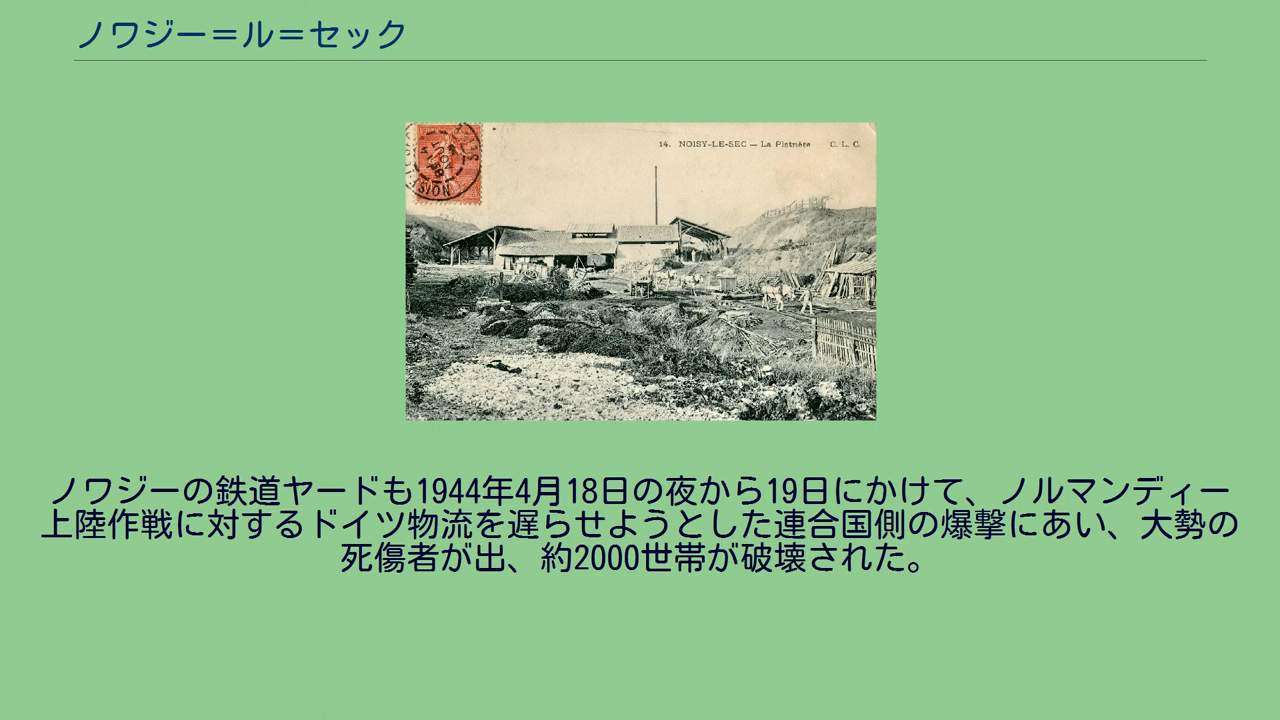 ノワジー＝ル＝セック
14. NOISY-LE-SEC — La Platrière C. L. C.
ノワジーの鉄道ヤードも1944年4月18日の夜から19日にかけて、ノルマンディー
上陸作戦に対するドイツ物流を遅らせようとした連合国側の爆撃にあい、大勢の
死傷者が出、約2000世帯が破壊された。